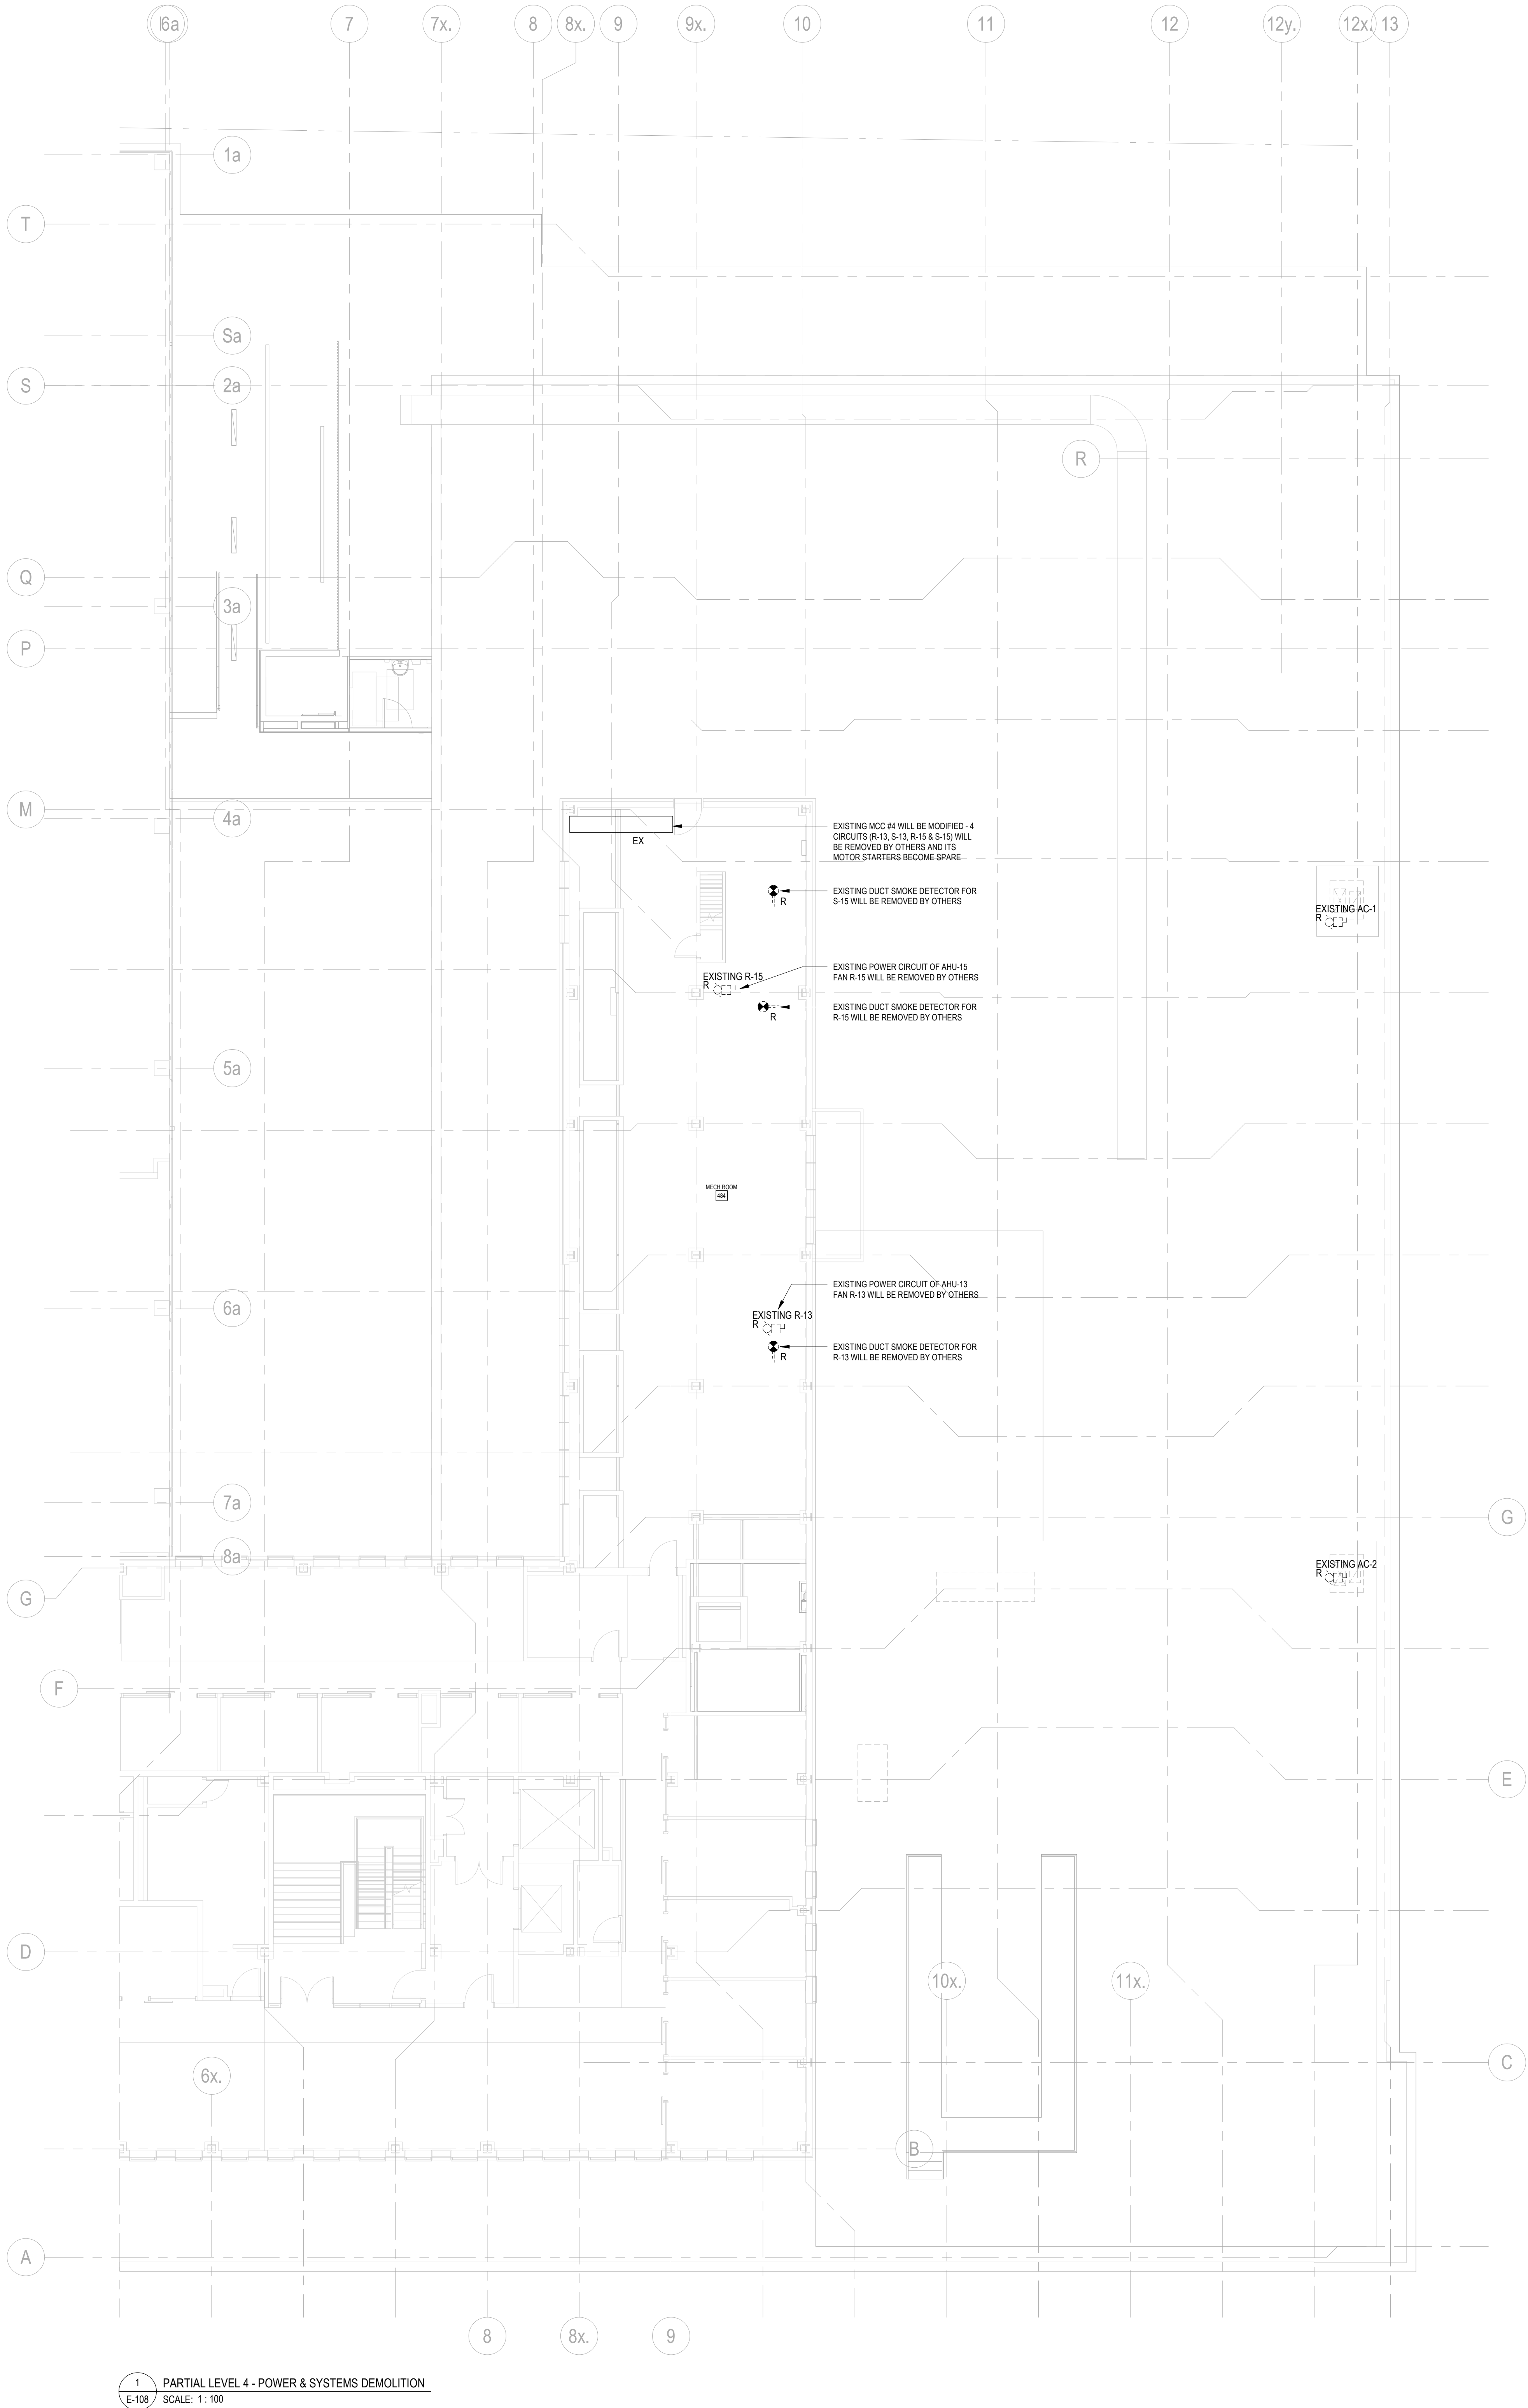 6a
7
7x.
8
8x.
9
9x.
10
11
12
12y.
12x.
13
1a
T
Sa
S
2a
R
Q
3a
P
M
4a
EXISTING MCC #4 WILL BE MODIFIED - 4
CIRCUITS (R-13, S-13, R-15 & S-15) WILL
BE REMOVED BY OTHERS AND ITS
MOTOR STARTERS BECOME SPARE
EX
EXISTING DUCT SMOKE DETECTOR FOR
S-15 WILL BE REMOVED BY OTHERS
R
EXISTING AC-1
R
EXISTING R-15
R
EXISTING POWER CIRCUIT OF AHU-15
FAN R-15 WILL BE REMOVED BY OTHERS
EXISTING DUCT SMOKE DETECTOR FOR
R-15 WILL BE REMOVED BY OTHERS
R
5a
MECH ROOM
484
EXISTING POWER CIRCUIT OF AHU-13
FAN R-13 WILL BE REMOVED BY OTHERS
6a
EXISTING R-13
R
EXISTING DUCT SMOKE DETECTOR FOR
R-13 WILL BE REMOVED BY OTHERS
R
7a
G
8a
EXISTING AC-2
R
G
F
E
D
10x.
11x.
C
6x.
B
A
8
8x.
9
1
PARTIAL LEVEL 4 - POWER & SYSTEMS DEMOLITION
E-108
SCALE: 1 : 100